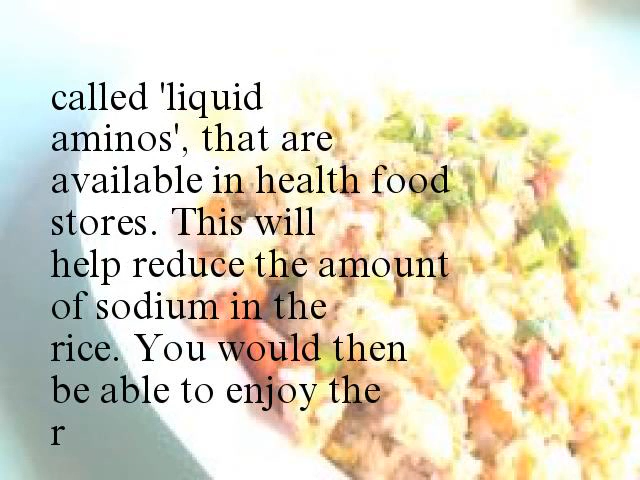 called 'liquid
aminos', that are
available in health food
stores. This will
help reduce the amount
of sodium in the
rice. You would then
be able to enjoy the
r